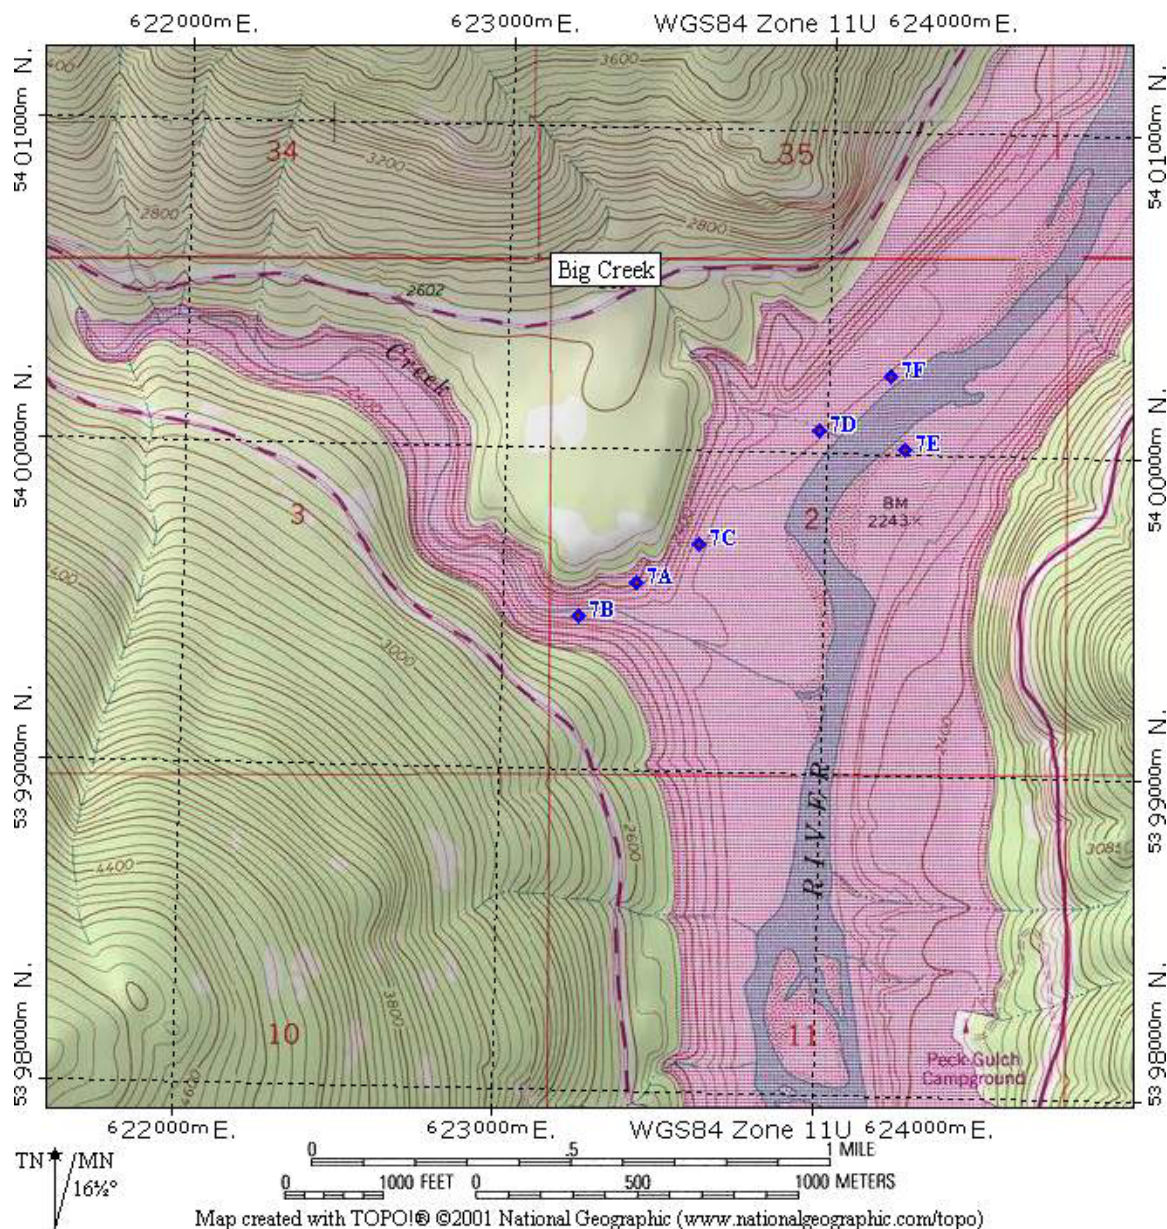 622000m E. 623000m E. WGS84 Zone 11U 624000m E.
5401000m N.
5401000m N.
3600
34
35
3200
2800
2800
Big Creek
2602
Creek
7F
7D
7E
5400000m N.
5400000m N.
3
2
BM
2243×
7C
7A
7B
3000
5399000m N.
5399000m N.
2400
RIVER
2600
4400
3800
10
11
4600
Peck Gulch
Campground
5398000m N.
5398000m N.
622000m E. 623000m E. WGS84 Zone 11U 624000m E.
TN MN
16½°
0 .5 1 MILE
0 1000 FEET 0 500 1000 METERS
Map created with TOPO!® ©2001 National Geographic (www.nationalgeographic.com/topo)